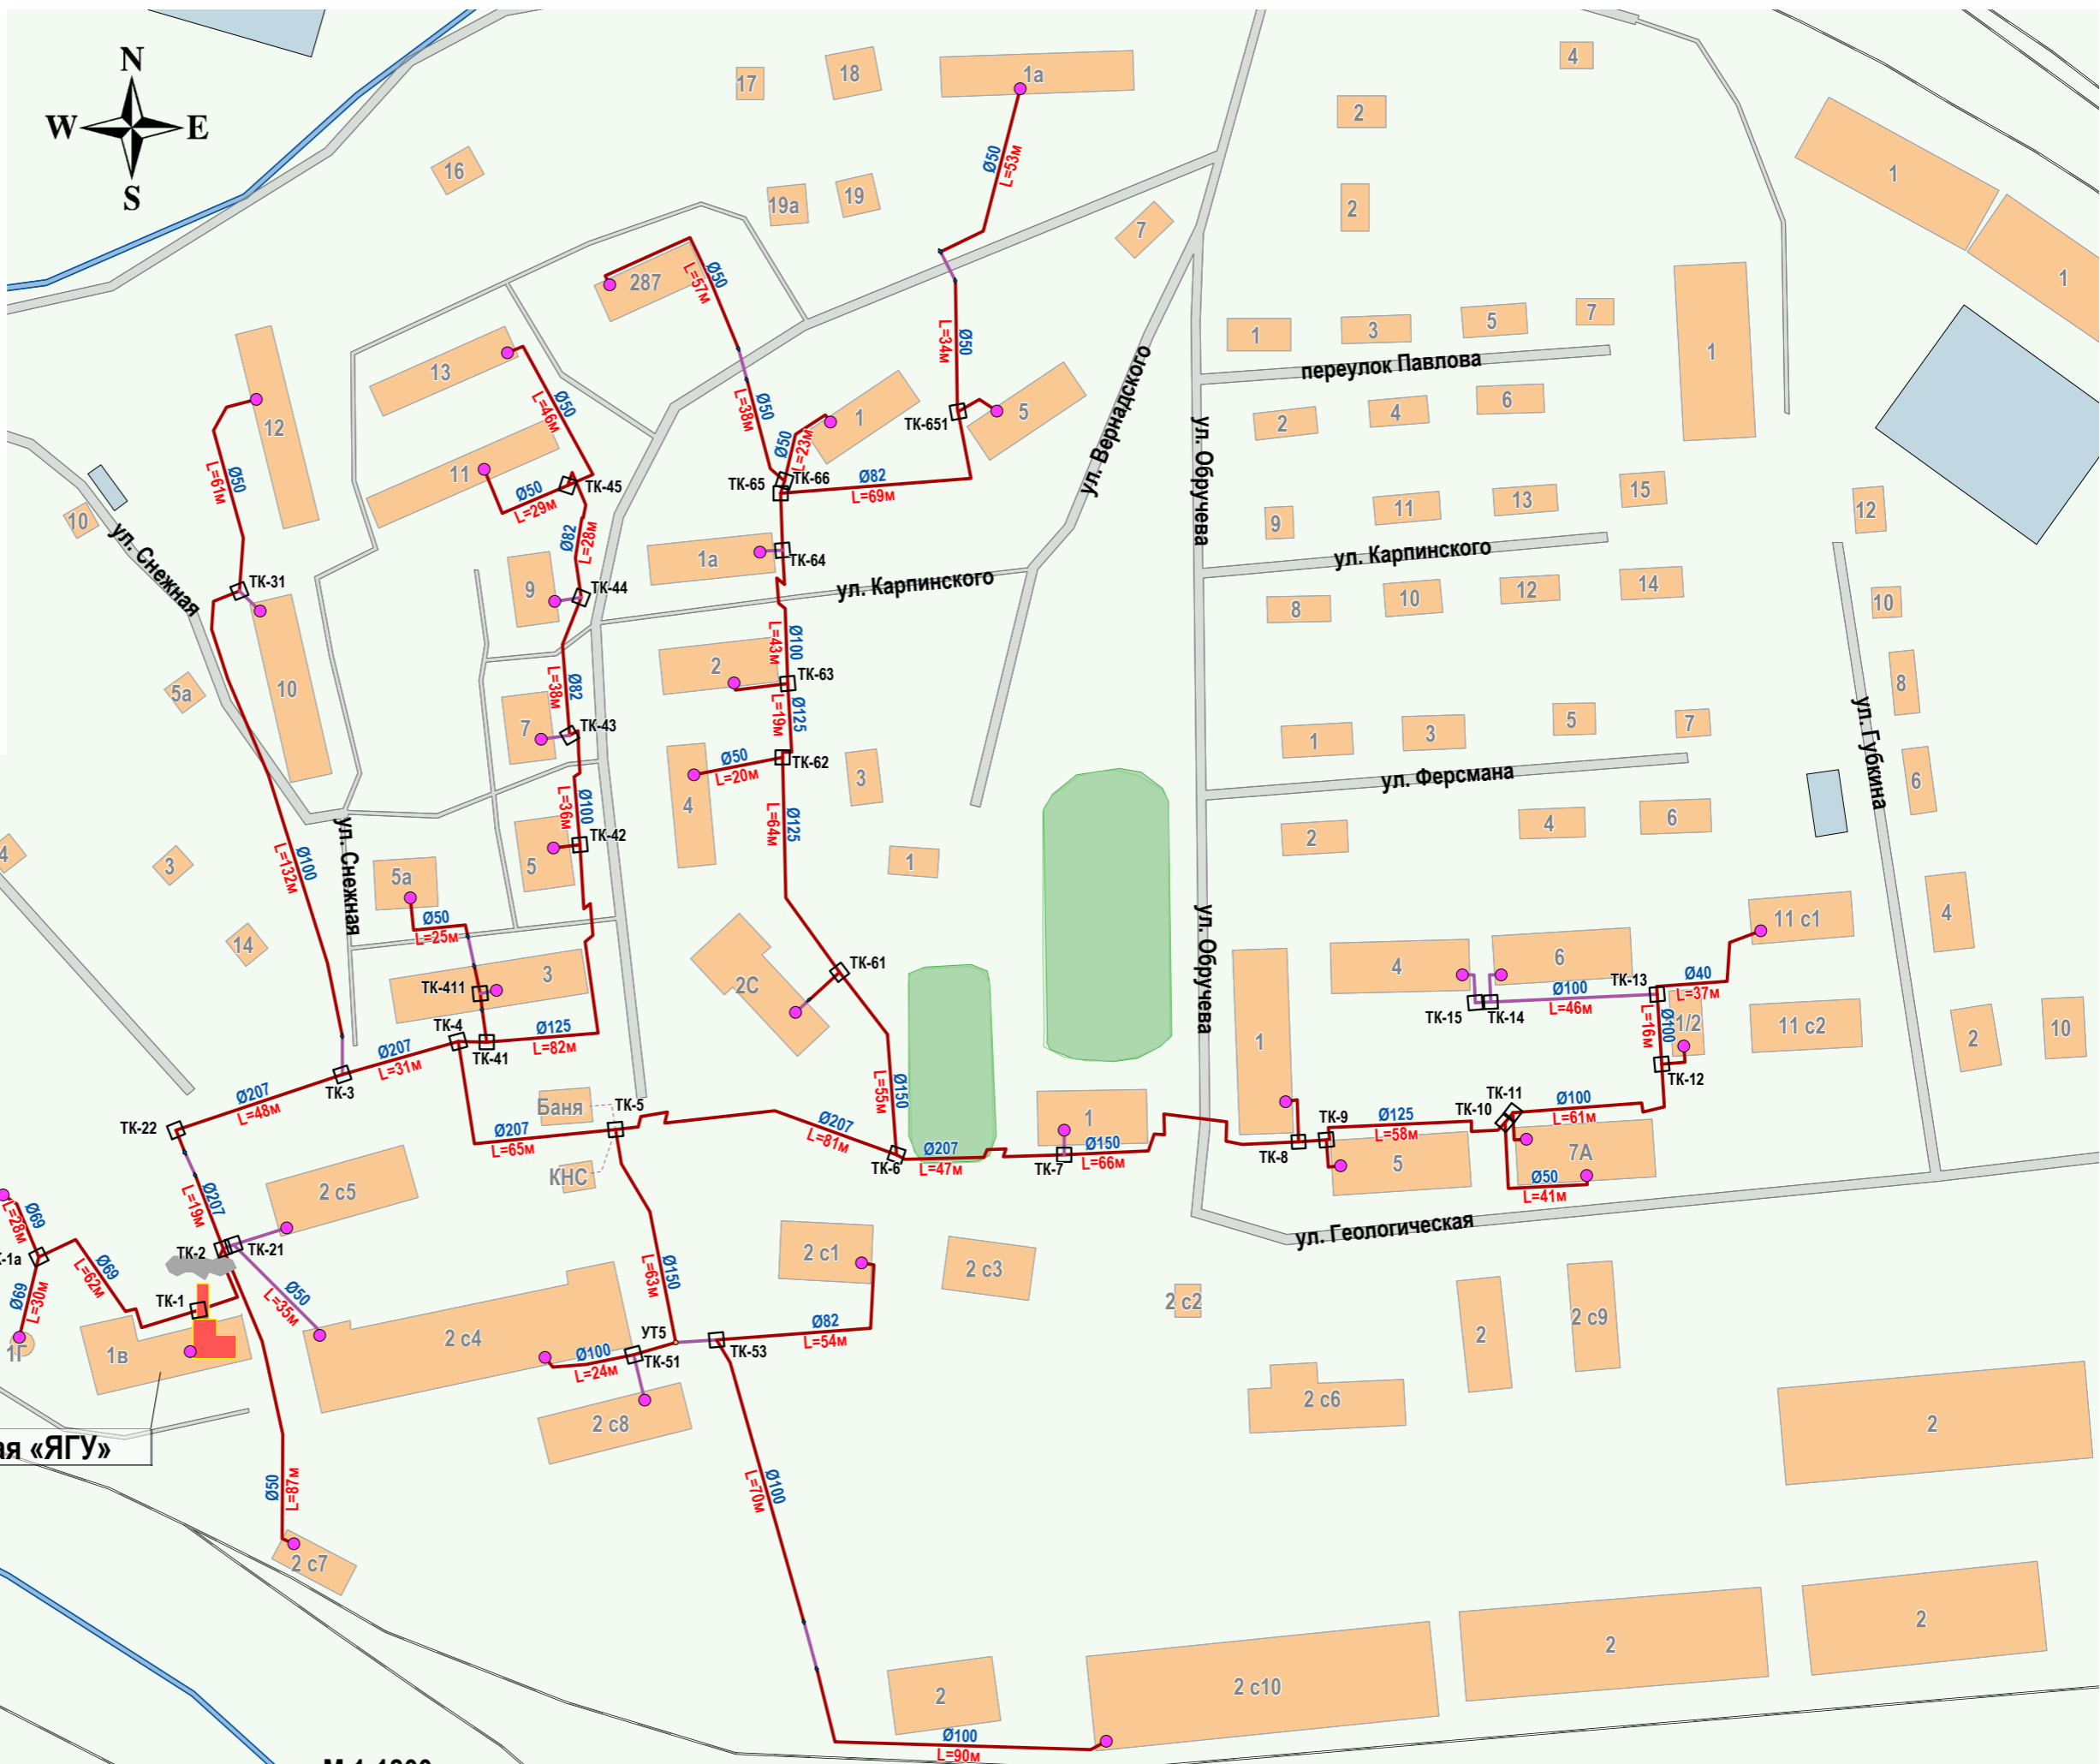 N
W E
S
17
18
1а
4
2
16
19а
19
7
2
1
1
287
Ø50
L=53м
Ø50
L=57м
13
12
Ø50
L=61м
Ø50
L=46м
11
Ø50
L=29м
ТК-45
Ø50
L=38м
Ø50
L=23м
1
ТК-65
ТК-66
Ø82
L=69м
Ø50
L=34м
ТК-651
5
ул. Вернадского
ул. Обручева
1
3
5
7
переулок Павлова
2
4
6
1
9
11
13
15
ул. Карпинского
8
10
12
14
12
10
8
6
ул. Губкина
10
ул. Снежная
ТК-31
5а
10
9
ТК-44
Ø82
L=28м
1а
ТК-64
ул. Карпинского
Ø82
L=38м
7
ТК-43
2
Ø100
L=43м
ТК-63
Ø125
L=19м
Ø50
L=20м
ТК-62
4
3
Ø100
L=36м
ТК-42
5
Ø125
L=64м
1
1
3
5
7
ул. Ферсмана
2
4
6
4
3
14
Ø100
L=132м
ул. Снежная
5а
Ø50
L=25м
3
ТК-411
ТК-4
ТК-41
Ø125
L=82м
2С
ТК-61
Ø150
L=55м
ул. Обручева
1
4
6
ТК-15
ТК-14
Ø100
L=46м
ТК-13
Ø40
L=37м
11 с1
11 с2
1/2
Ø100
L=16м
ТК-12
4
2
10
ТК-3
Ø207
L=31м
Ø207
L=48м
ТК-22
Баня
ТК-5
Ø207
L=65м
КНС
Ø207
L=81м
ТК-6
Ø207
L=47м
1
ТК-7
Ø150
L=66м
ТК-8
ТК-9
Ø125
L=58м
5
ТК-10
ТК-11
Ø100
L=61м
7А
Ø50
L=41м
ул. Геологическая
Ø207
L=19м
2 с5
ТК-2
ТК-21
Ø69
L=28м
Ø69
L=62м
Ø69
L=30м
ТК-1
1Г
1в
Ø50
L=35м
2 с4
Ø150
L=63м
УТ5
ТК-53
Ø82
L=54м
2 с1
2 с3
2 с2
Ø100
L=24м
ТК-51
2 с8
2
2 с9
2 с6
2
ая «ЯГУ»
Ø50
L=87м
2 с7
Ø100
L=70м
2
2 с10
2
2
Ø100
L=90м